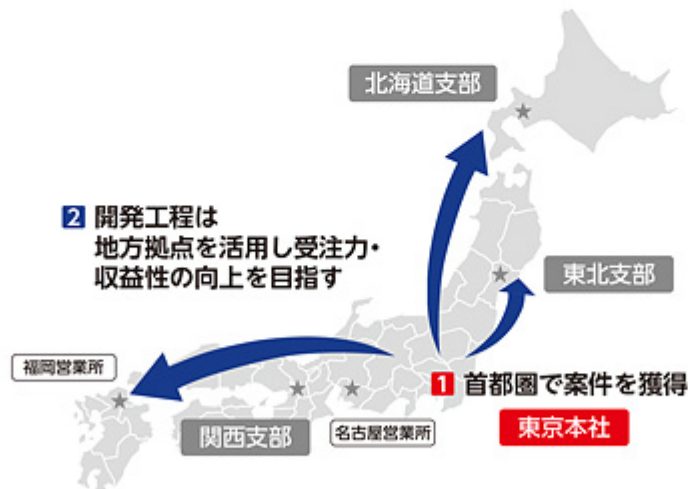 北海道支部
2 開発工程は
地方拠点を活用し受注力・
収益性の向上を目指す
東北支部
福岡営業所
1 首都圏で案件を獲得
関西支部
名古屋営業所
東京本社